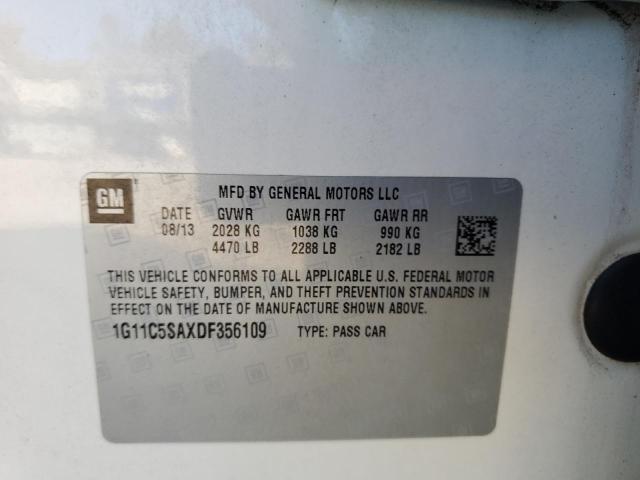 GM
MFD BY GENERAL MOTORS LLC
DATE GVWR GAWR FRT GAWR RR
08/13 2028 KG 1038 KG 990 KG
4470 LB 2288 LB 2182 LB
THIS VEHICLE CONFORMS TO ALL APPLICABLE U.S. FEDERAL MOTOR
VEHICLE SAFETY, BUMPER, AND THEFT PREVENTION STANDARDS IN
EFFECT ON THE DATE OF MANUFACTURE SHOWN ABOVE.
1G11C5SAXDF356109 TYPE: PASS CAR